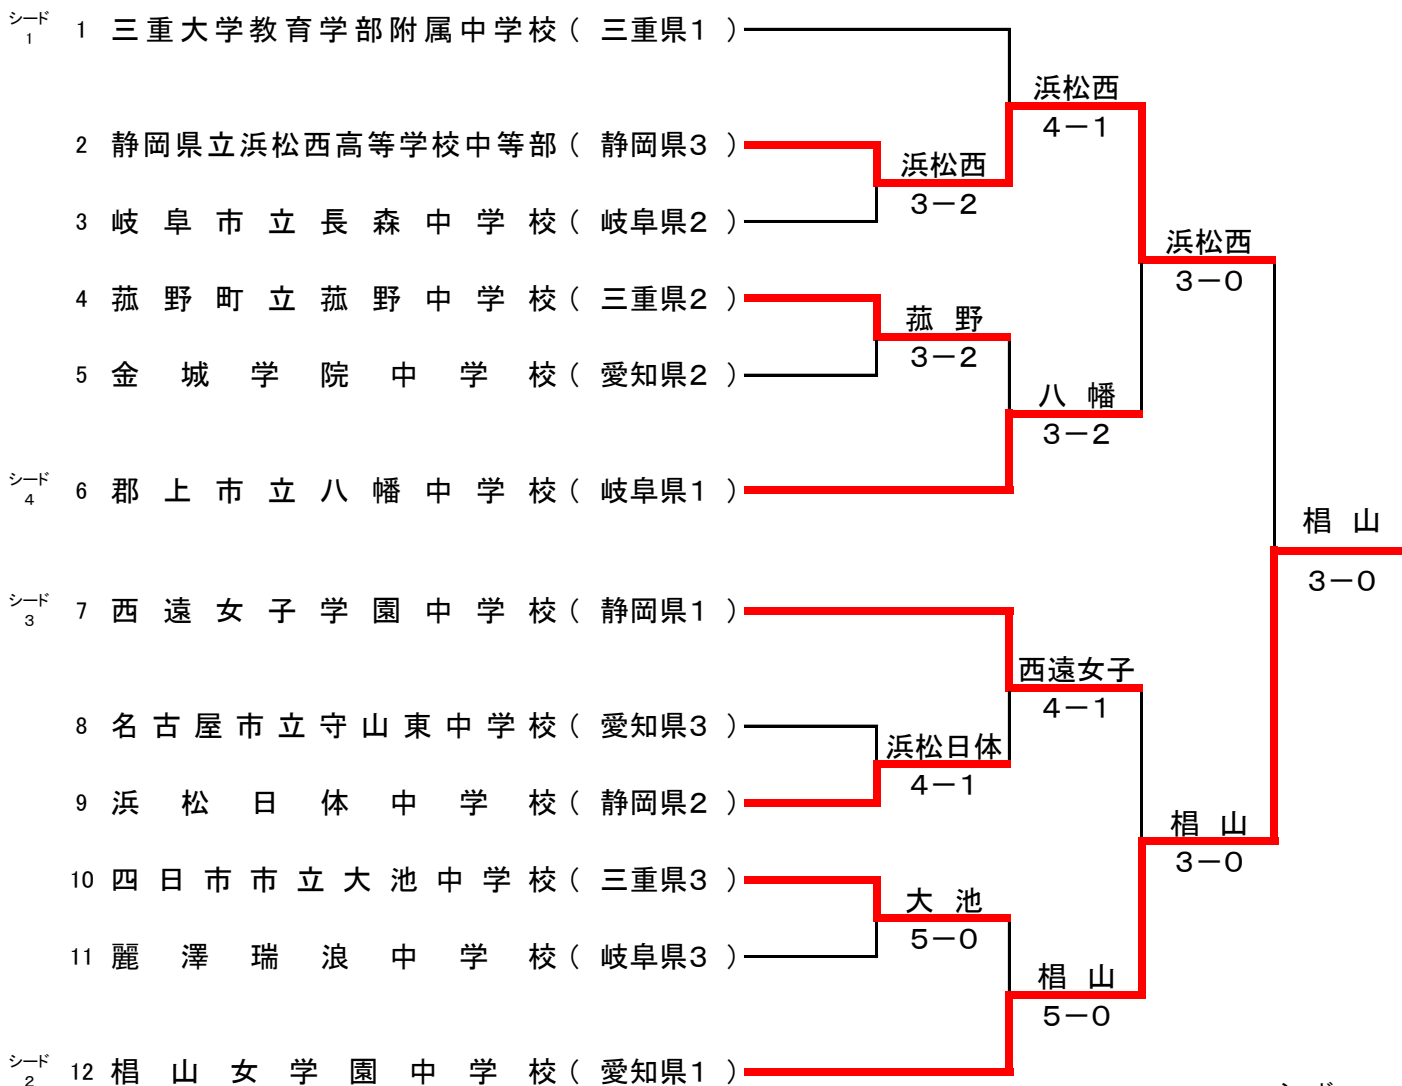 シード
1
1 三重大学教育学部附属中学校 ( 三重県1 )
浜松西
4－1
2 静岡県立浜松西高等学校中等部 ( 静岡県3 )
浜松西
3－2
3 岐阜市立長森中学校 ( 岐阜県2 )
浜松西
3－0
4 菰野町立菰野中学校 ( 三重県2 )
菰野
3－2
5 金城学院中学校 ( 愛知県2 )
八幡
3－2
シード
4
6 郡上市立八幡中学校 ( 岐阜県1 )
椙山
3－0
シード
3
7 西遠女子学園中学校 ( 静岡県1 )
西遠女子
4－1
8 名古屋市立守山東中学校 ( 愛知県3 )
浜松日体
4－1
9 浜松日体中学校 ( 静岡県2 )
椙山
3－0
10 四日市市立大池中学校 ( 三重県3 )
大池
5－0
11 麗澤瑞浪中学校 ( 岐阜県3 )
椙山
5－0
シード
2
12 椙山女学園中学校 ( 愛知県1 )